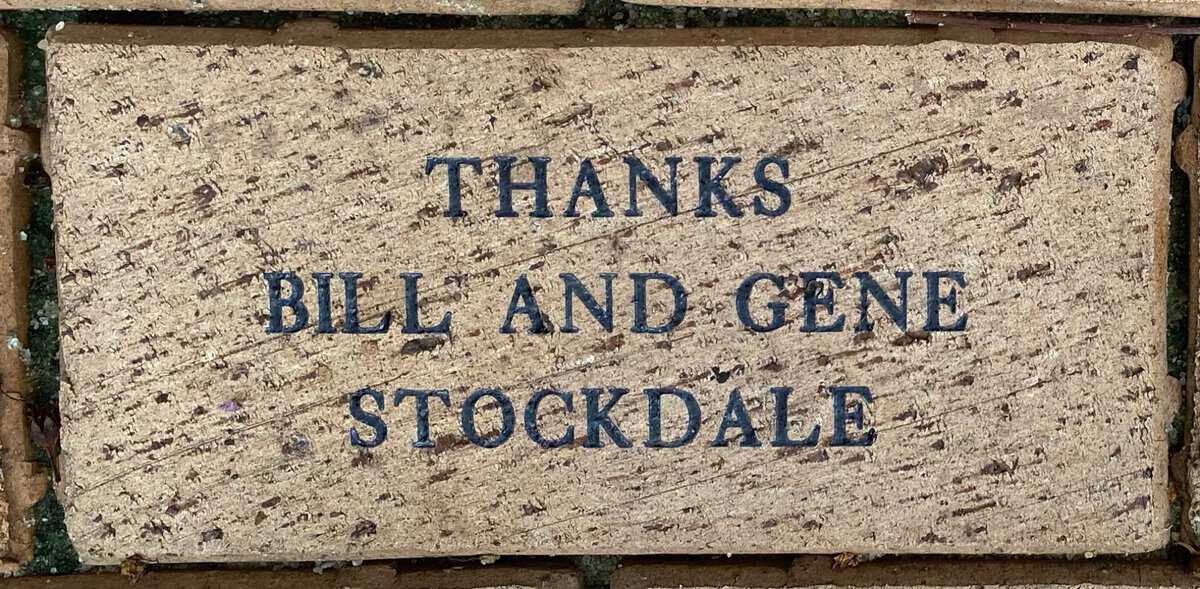 THANKS
BILL AND GENE
STOCKDALE